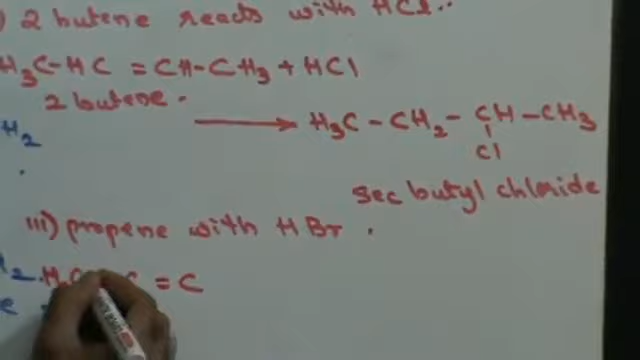 ) 2 butene reacts with HCl..
H₃C-HC = CH-CH₃ + HCl
2 butene.
H₂
→ H₃C - CH₂ - CH - CH₃
Cl
sec butyl chloride
III) propene with HBr.
= C